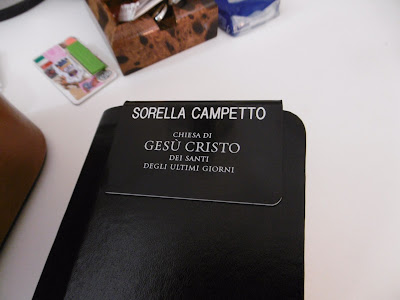 SORELLA CAMPETTO
CHIESA DI
GESÙ CRISTO
DEI SANTI
DEGLI ULTIMI GIORNI